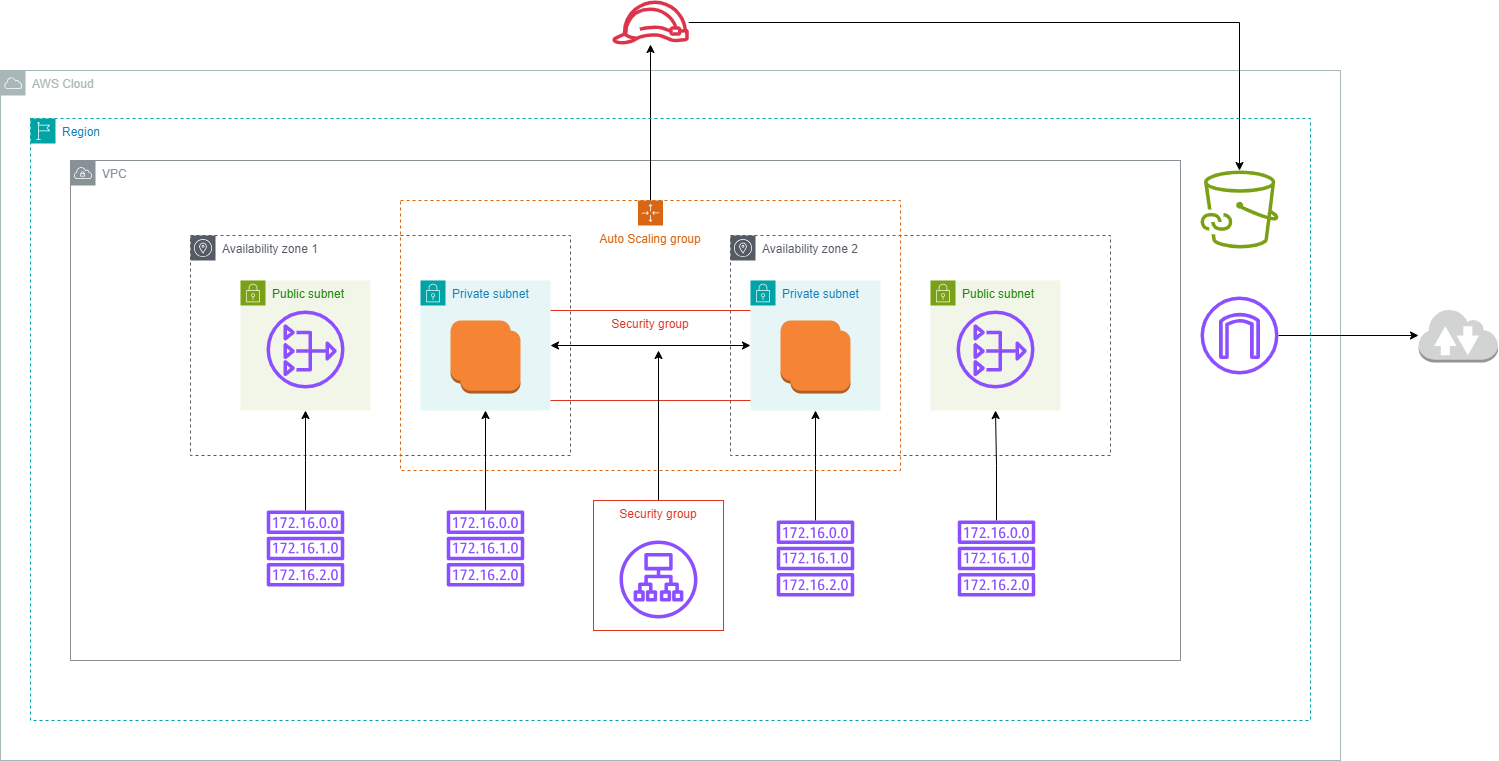 AWS Cloud
Region
VPC
Auto Scaling group
Availability zone 1
Availability zone 2
Public subnet
Private subnet
Private subnet
Public subnet
Security group
Security group
172.16.0.0
172.16.1.0
172.16.2.0
172.16.0.0
172.16.1.0
172.16.2.0
172.16.0.0
172.16.1.0
172.16.2.0
172.16.0.0
172.16.1.0
172.16.2.0